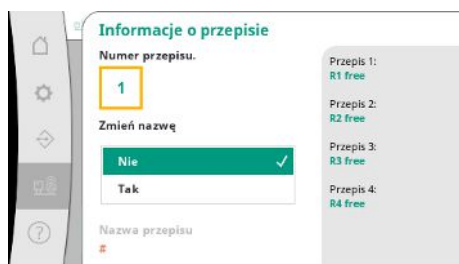 Informacje o przepisie
Numer przepisu.
1
Zmień nazwę
Nie
Tak
Nazwa przepisu
#
Przepis 1:
R1 free
Przepis 2:
R2 free
Przepis 3:
R3 free
Przepis 4:
R4 free
?